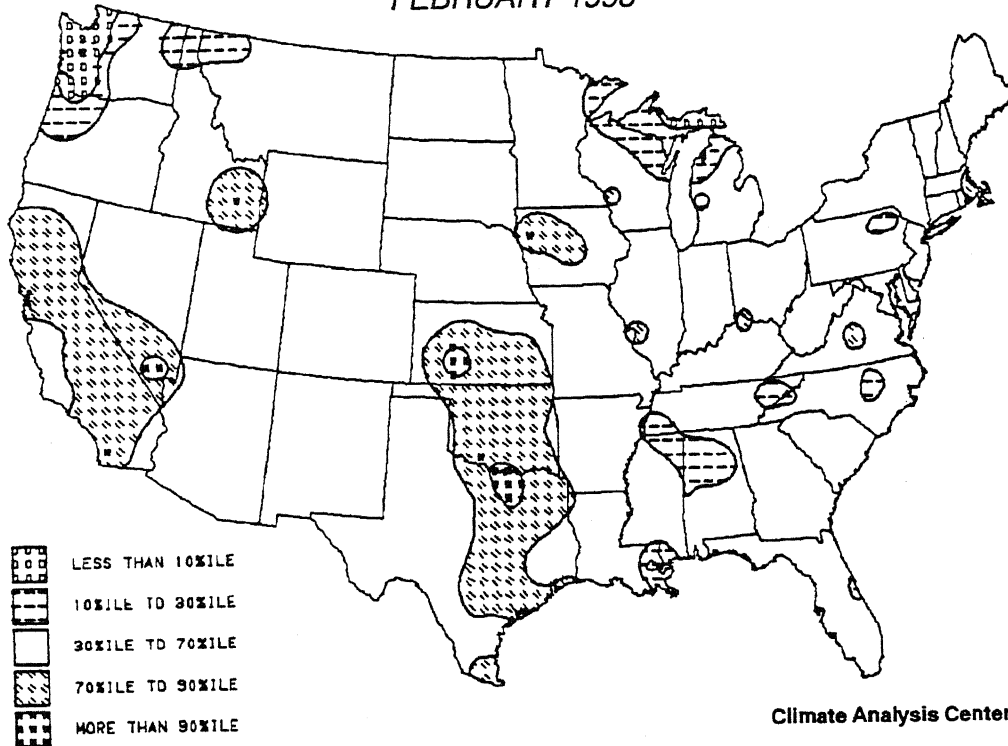 FEBRUARY 1993
LESS THAN 10%ILE
10%ILE TO 30%ILE
30%ILE TO 70%ILE
70%ILE TO 90%ILE
MORE THAN 90%ILE
Climate Analysis Center